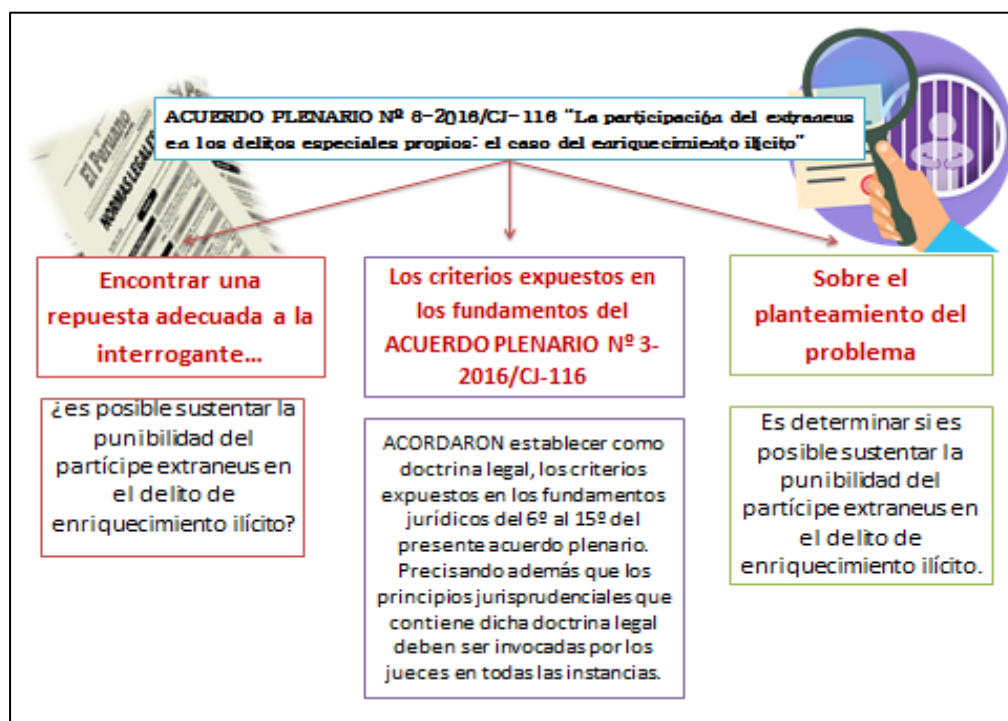 El Peruano
NORMAS LEGALES
ACUERDO PLENARIO Nº 6-2016/CJ-116 "La participación del extraneus
en los delitos especiales propios: el caso del enriquecimiento ilícito"
Encontrar una
repuesta adecuada a la
interrogante...
¿es posible sustentar la
punibilidad del
partícipe extraneus en
el delito de
enriquecimiento ilícito?
Los criterios expuestos en
los fundamentos del
ACUERDO PLENARIO Nº 3-
2016/CJ-116
ACORDARON establecer como
doctrina legal, los criterios
expuestos en los fundamentos
jurídicos del 6º al 15º del
presente acuerdo plenario.
Precisando además que los
principios jurisprudenciales que
contiene dicha doctrina legal
deben ser invocadas por los
jueces en todas las instancias.
Sobre el
planteamiento del
problema
Es determinar si es
posible sustentar la
punibilidad del
partícipe extraneus en
el delito de
enriquecimiento ilícito.